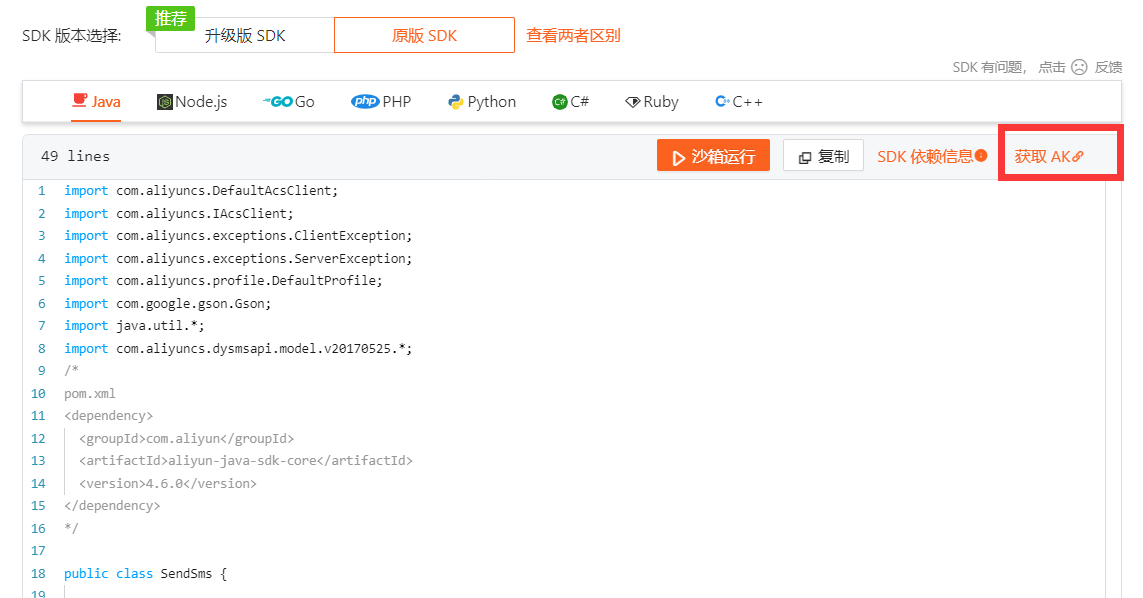 推荐
SDK 版本选择: 升级版 SDK 原版 SDK 查看两者区别
SDK 有问题, 点击 反馈
Java Node.js GO Go php PHP Python C# C# Ruby C++
49 lines 沙箱运行 复制 SDK 依赖信息 获取 AK
1 import com.aliyuncs.DefaultAcsClient;
2 import com.aliyuncs.IAcsClient;
3 import com.aliyuncs.exceptions.ClientException;
4 import com.aliyuncs.exceptions.ServerException;
5 import com.aliyuncs.profile.DefaultProfile;
6 import com.google.gson.Gson;
7 import java.util.*;
8 import com.aliyuncs.dysmsapi.model.v20170525.*;
9 /*
10 pom.xml
11 <dependency>
12 <groupId>com.aliyun</groupId>
13 <artifactId>aliyun-java-sdk-core</artifactId>
14 <version>4.6.0</version>
15 </dependency>
16 */
17
18 public class SendSms {
19